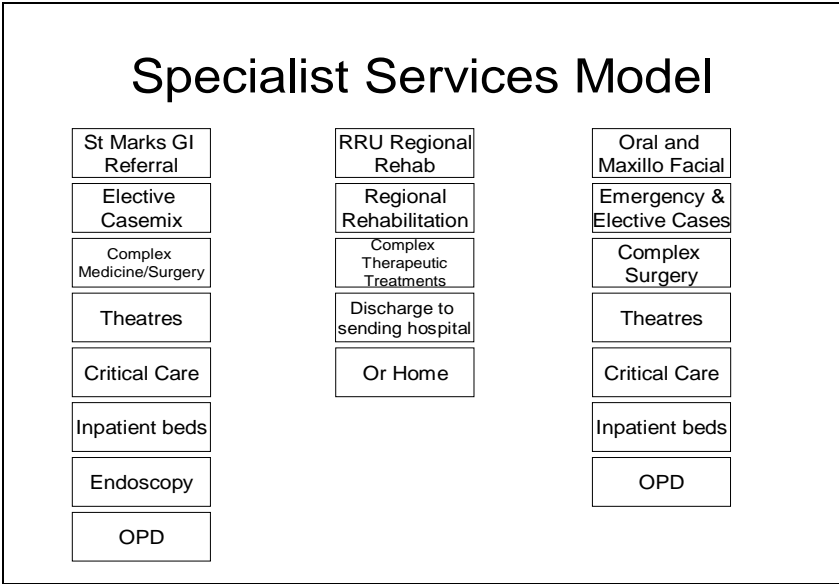 Specialist Services Model
St Marks GI
Referral
Elective
Casemix
Complex
Medicine/Surgery
Theatres
Critical Care
Inpatient beds
Endoscopy
OPD
RRU Regional
Rehab
Regional
Rehabilitation
Complex
Therapeutic
Treatments
Discharge to
sending hospital
Or Home
Oral and
Maxillo Facial
Emergency &
Elective Cases
Complex
Surgery
Theatres
Critical Care
Inpatient beds
OPD